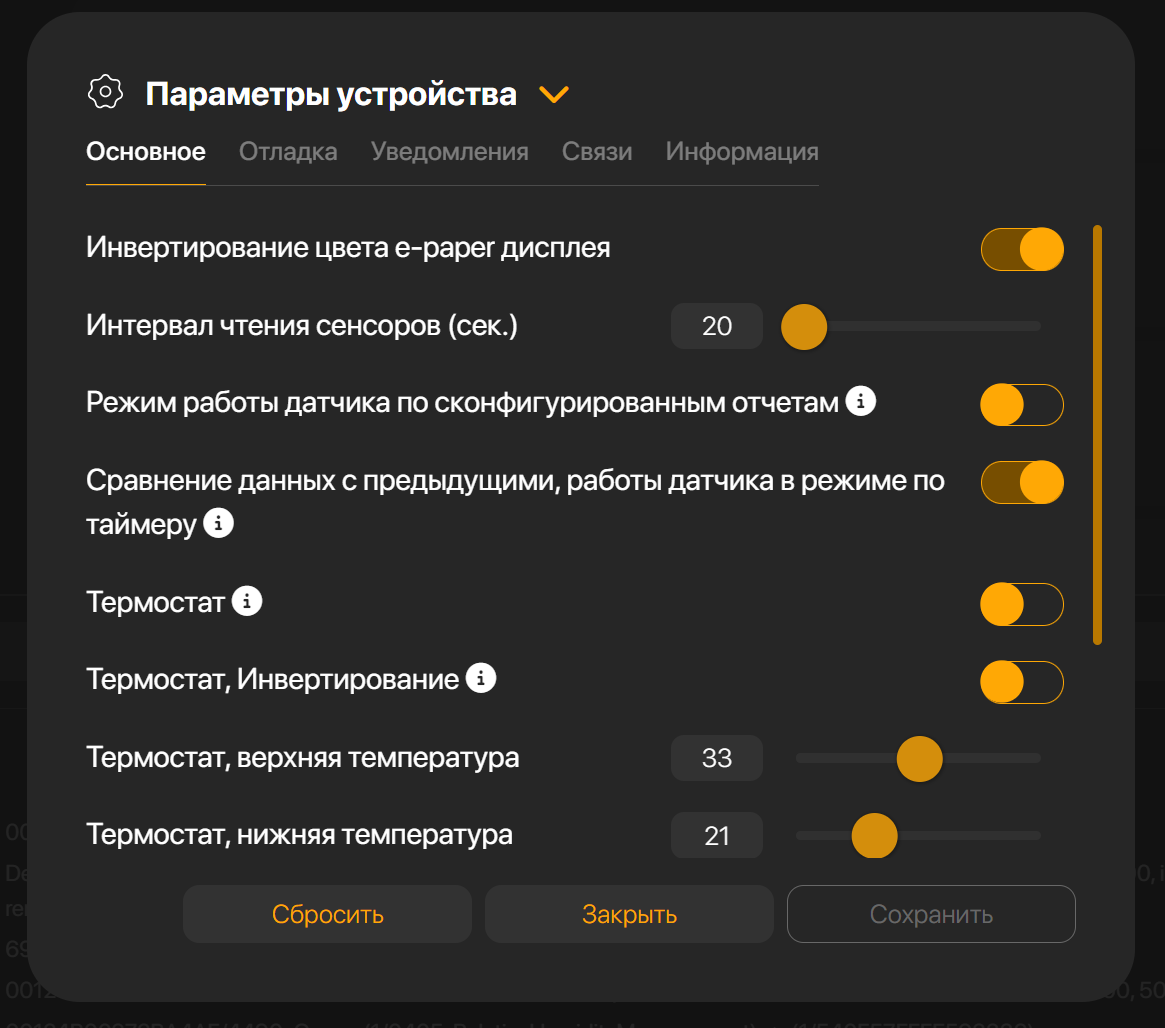 Параметры устройства
Основное Отладка Уведомления Связи Информация
Инвертирование цвета e-paper дисплея
Интервал чтения сенсоров (сек.) 20
Режим работы датчика по сконфигурированным отчетам i
Сравнение данных с предыдущими, работы датчика в режиме по
таймеру i
Термостат i
Термостат, Инвертирование i
Термостат, верхняя температура 33
Термостат, нижняя температура 21
Сбросить Закрыть Сохранить